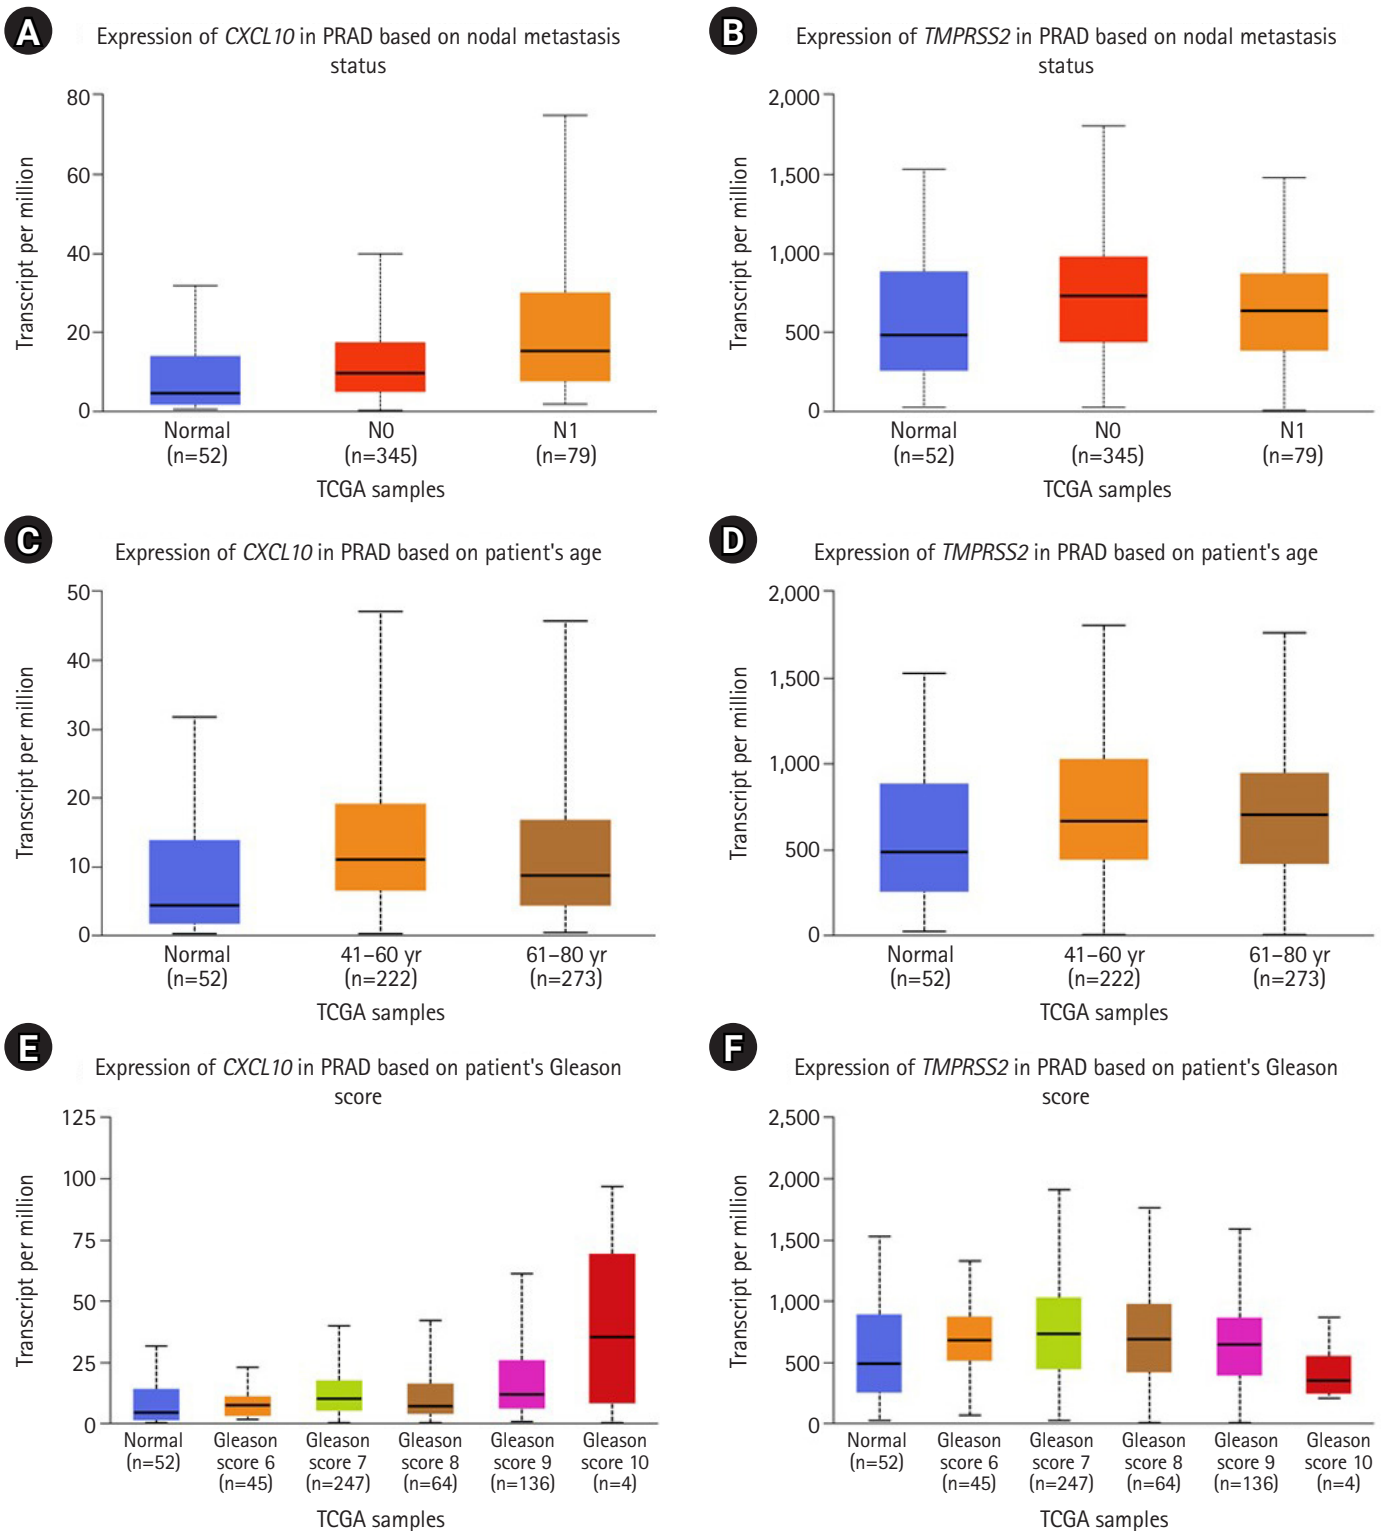 A
Expression of CXCL10 in PRAD based on nodal metastasis
status
Transcript per million
80
60
40
20
0
Normal
(n=52)
N0
(n=345)
N1
(n=79)
TCGA samples
B
Expression of TMPRSS2 in PRAD based on nodal metastasis
status
Transcript per million
2,000
1,500
1,000
500
0
Normal
(n=52)
N0
(n=345)
N1
(n=79)
TCGA samples
C
Expression of CXCL10 in PRAD based on patient's age
Transcript per million
50
40
30
20
10
0
Normal
(n=52)
41–60 yr
(n=222)
61–80 yr
(n=273)
TCGA samples
D
Expression of TMPRSS2 in PRAD based on patient's age
Transcript per million
2,000
1,500
1,000
500
0
Normal
(n=52)
41–60 yr
(n=222)
61–80 yr
(n=273)
TCGA samples
E
Expression of CXCL10 in PRAD based on patient's Gleason
score
Transcript per million
125
100
75
50
25
0
Normal
(n=52)
Gleason
score 6
(n=45)
Gleason
score 7
(n=247)
Gleason
score 8
(n=64)
Gleason
score 9
(n=136)
Gleason
score 10
(n=4)
TCGA samples
F
Expression of TMPRSS2 in PRAD based on patient's Gleason
score
Transcript per million
2,500
2,000
1,500
1,000
500
0
Normal
(n=52)
Gleason
score 6
(n=45)
Gleason
score 7
(n=247)
Gleason
score 8
(n=64)
Gleason
score 9
(n=136)
Gleason
score 10
(n=4)
TCGA samples